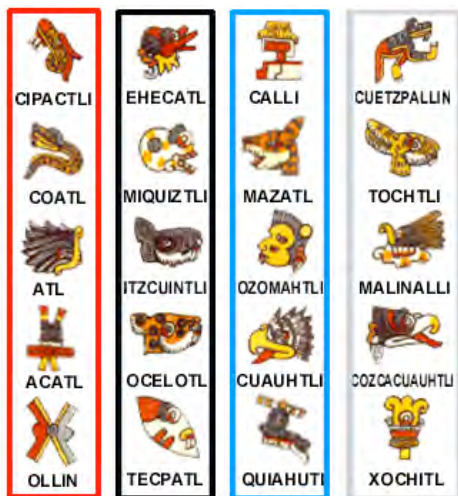 CIPACTLI
EHECATL
CALLI
CUETZPALLIN
COATL
MIQUIZTLI
MAZATL
TOCHTLI
ATL
ITZCUINTLI
OZOMAHTLI
MALINALLI
ACATL
OCELOTL
CUAUHTLI
COZCACUAUHTLI
OLLIN
TECPATL
QUIAHUTI
XOCHITL